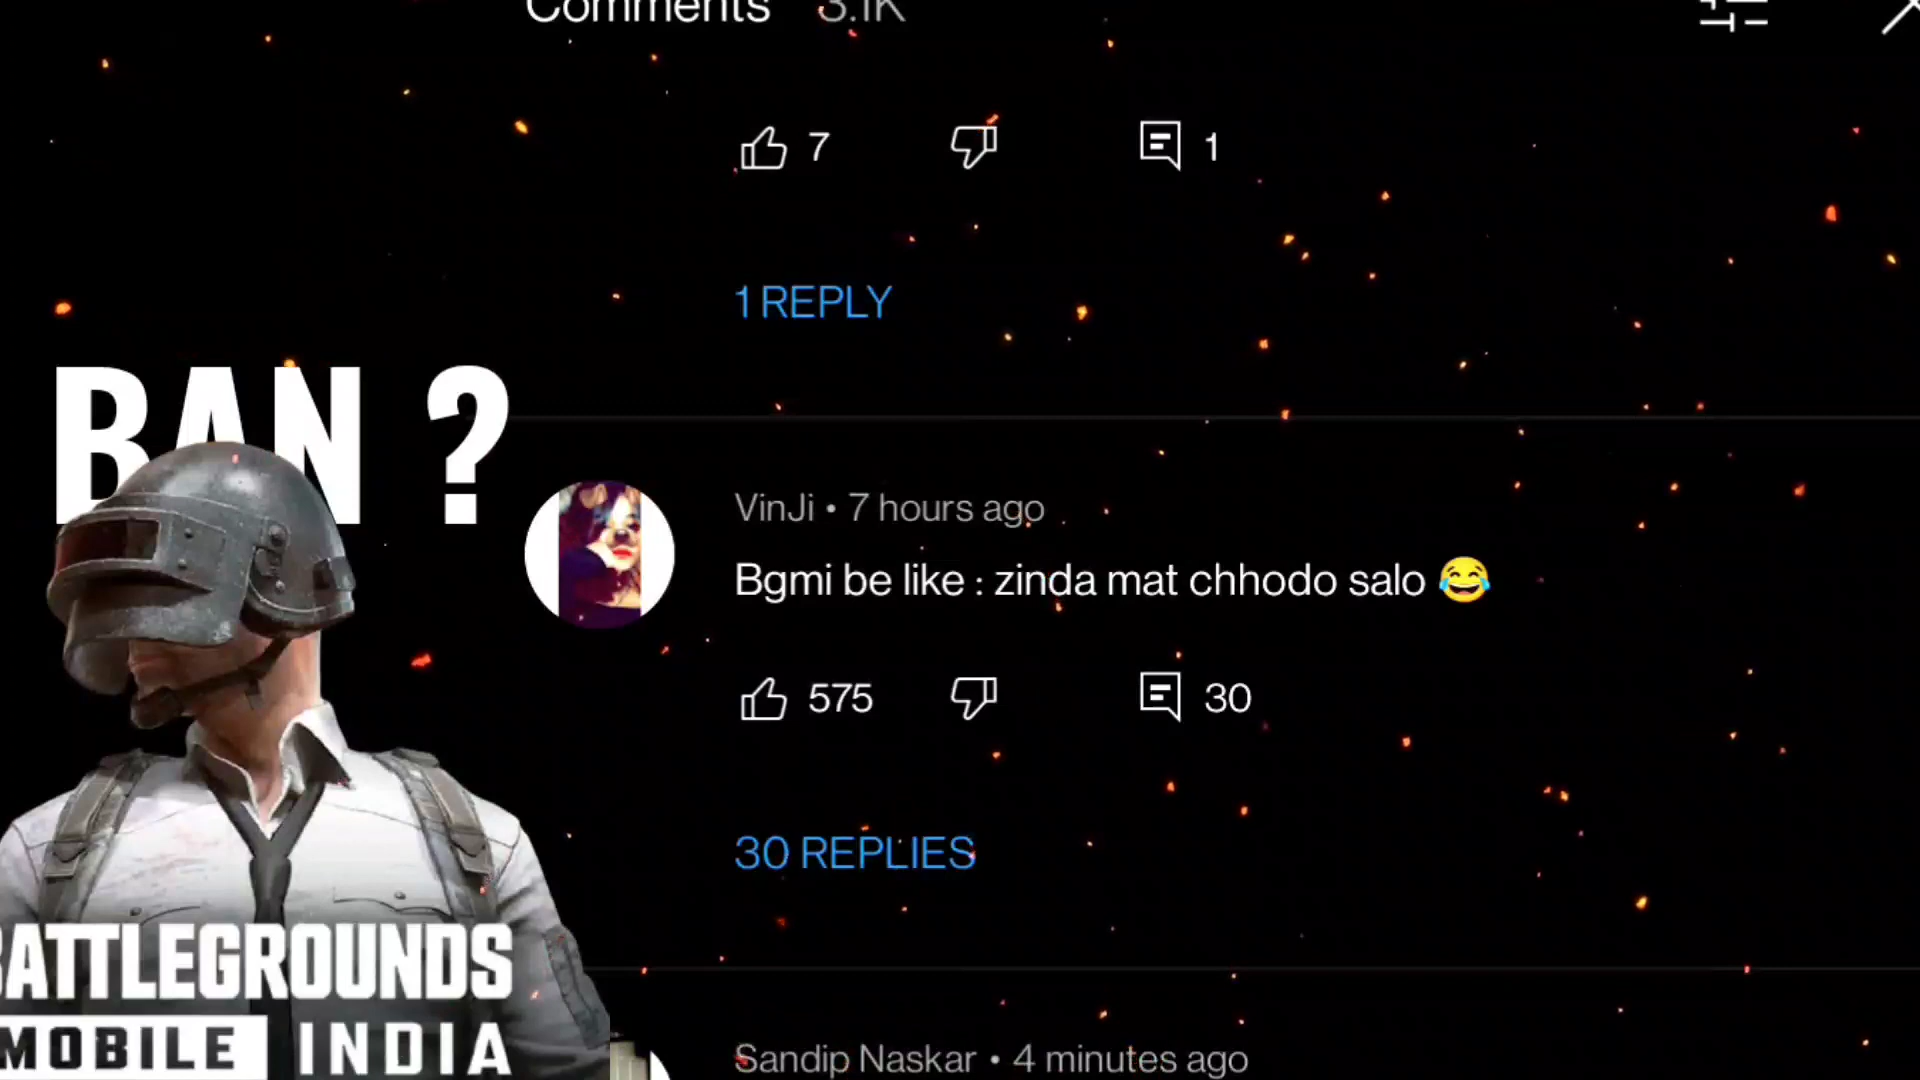 Comments 3.1K
7 1
1 REPLY
BAN ?
VinJi • 7 hours ago
Bgmi be like : zinda mat chhodo salo 😂
575 30
30 REPLIES
BATTLEGROUNDS
MOBILE INDIA
Sandip Naskar • 4 minutes ago